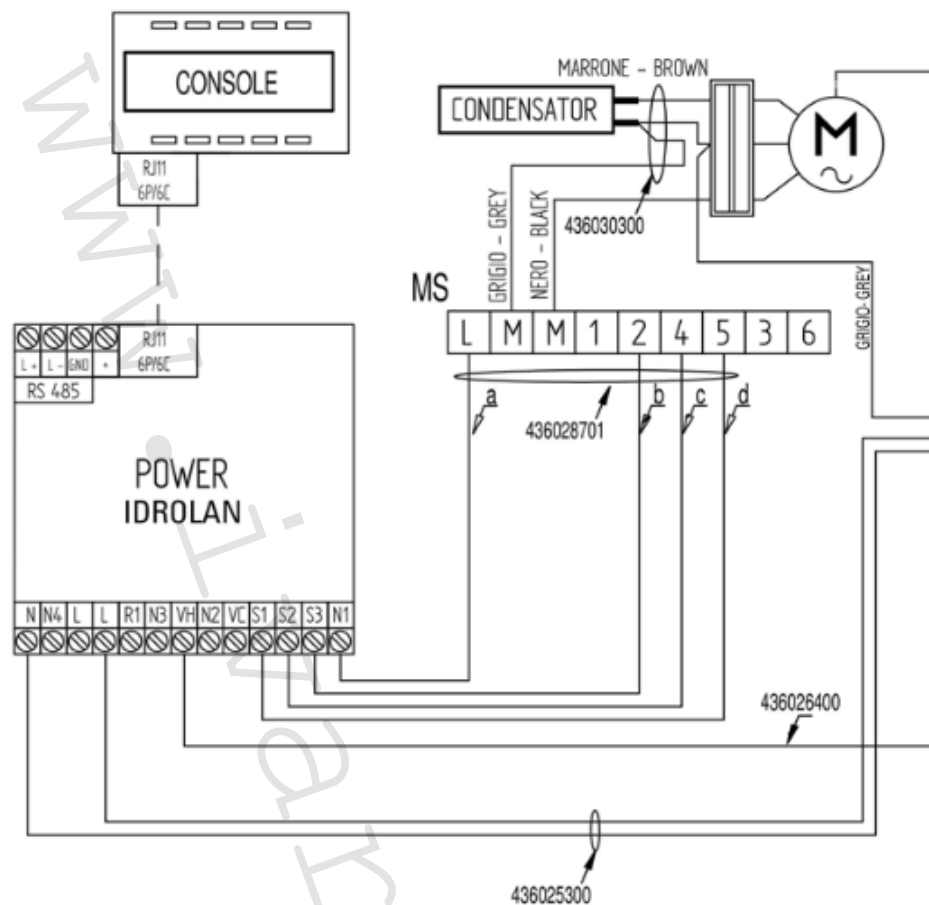 CONSOLE
RJ11
6P/6C
MARRONE - BROWN
CONDENSATOR
M
436030300
GRIGIO - GREY
NERO - BLACK
GRIGIO- GREY
MS
L M M 1 2 4 5 3 6
RJ11
6P/6C
L + L - GND +
RS 485
a b c d
436028701
POWER
IDROLAN
N N4 L L R1 N3 VH N2 VC S1 S2 S3 N1
436026400
436025300
www.ivar